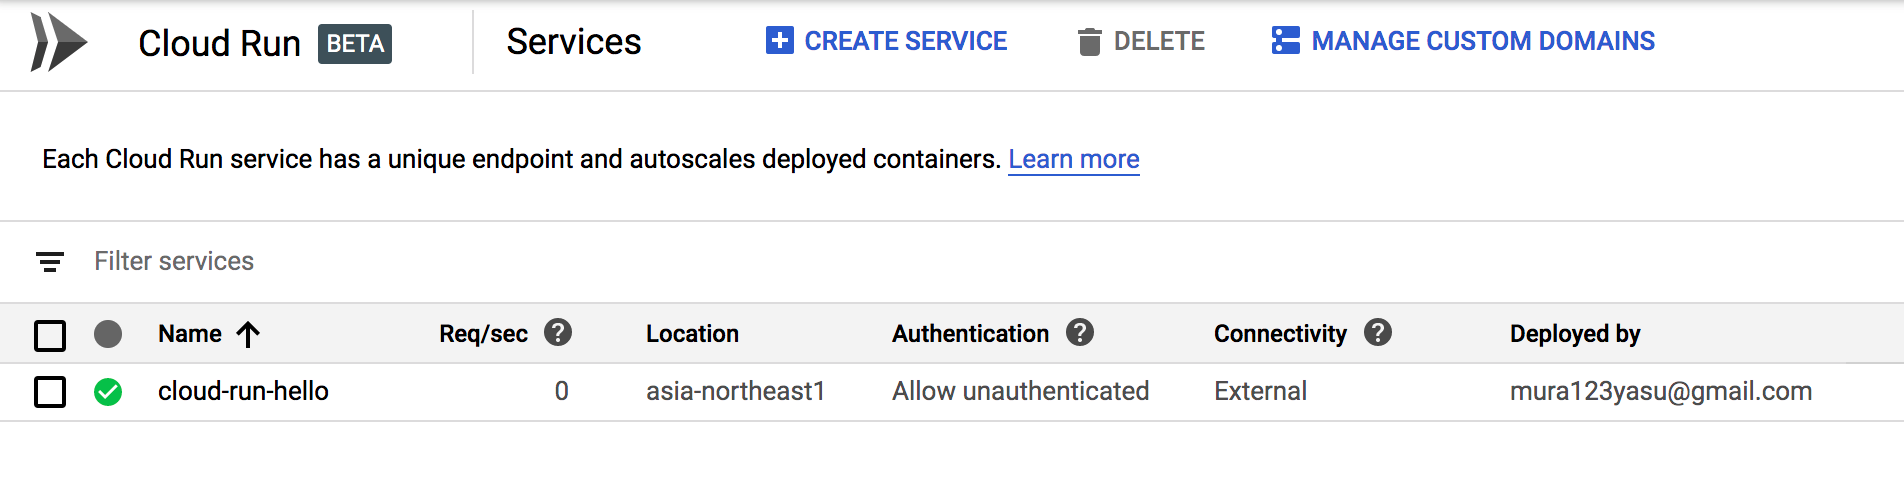 Cloud Run BETA Services CREATE SERVICE DELETE MANAGE CUSTOM DOMAINS
Each Cloud Run service has a unique endpoint and autoscales deployed containers. Learn more
Filter services
Name Req/sec ? Location Authentication ? Connectivity ? Deployed by
cloud-run-hello 0 asia-northeast1 Allow unauthenticated External mura123yasu@gmail.com